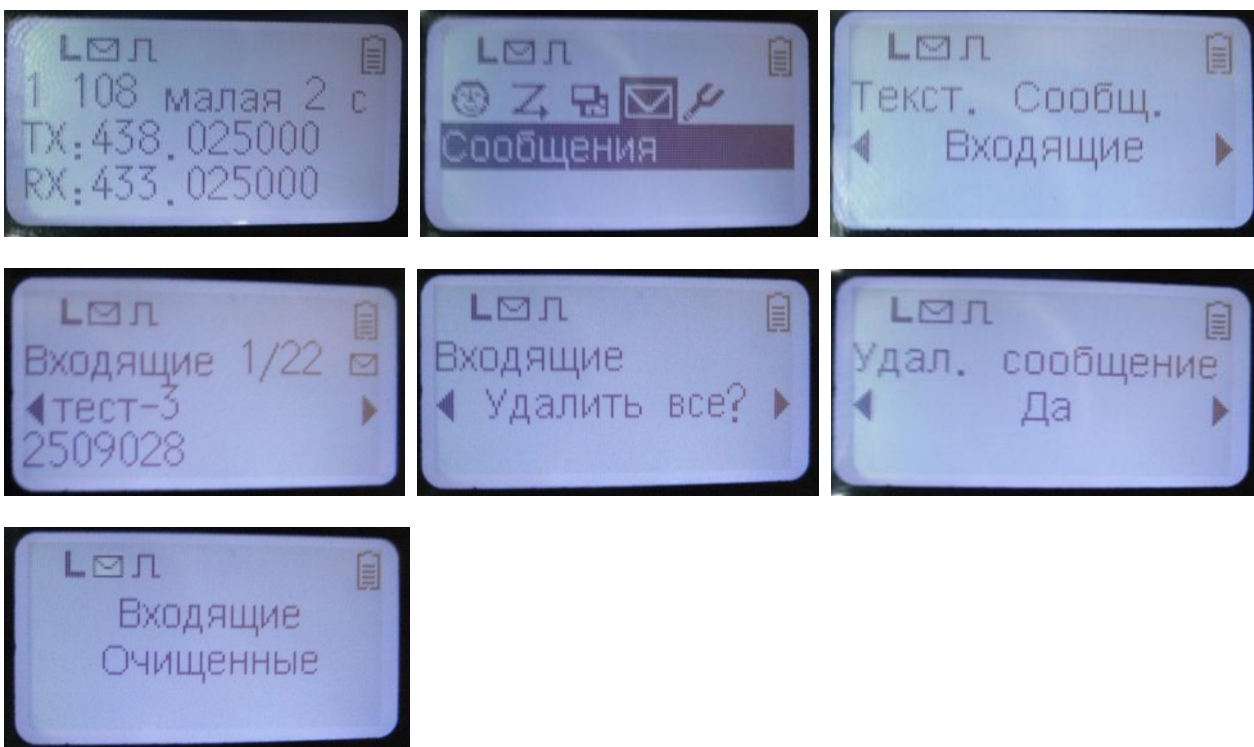 1 108 малая 2 с
TX:438.025000
RX:433.025000
L
Сообщения
L
Текст. Сообщ.
Входящие
L
Входящие 1/22
тест-3
2509028
L
Входящие
Удалить все?
L
Удал. сообщение
Да
L
Входящие
Очищенные